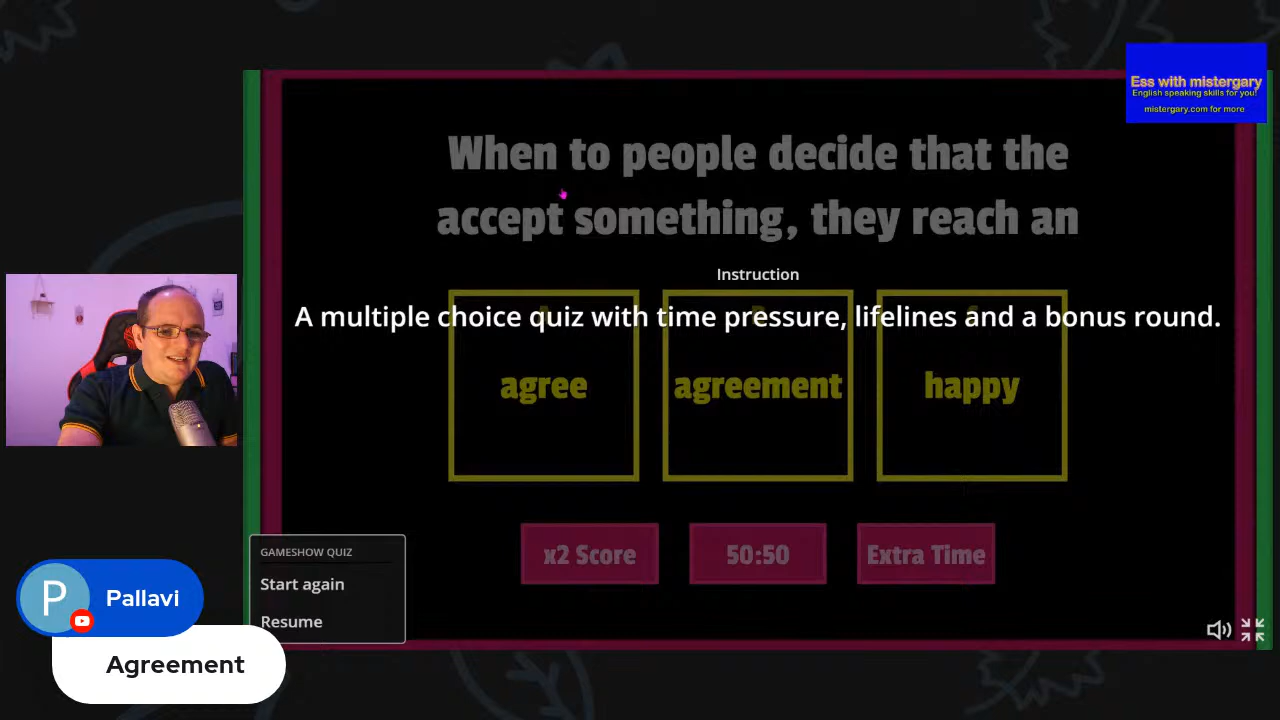 Ess with mistergary
English speaking skills for you!
mistergary.com for more
When to people decide that the
accept something, they reach an
Instruction
A multiple choice quiz with time pressure, lifelines and a bonus round.
agree
agreement
happy
x2 Score
50:50
Extra Time
GAMESHOW QUIZ
Start again
Resume
P
Pallavi
Agreement